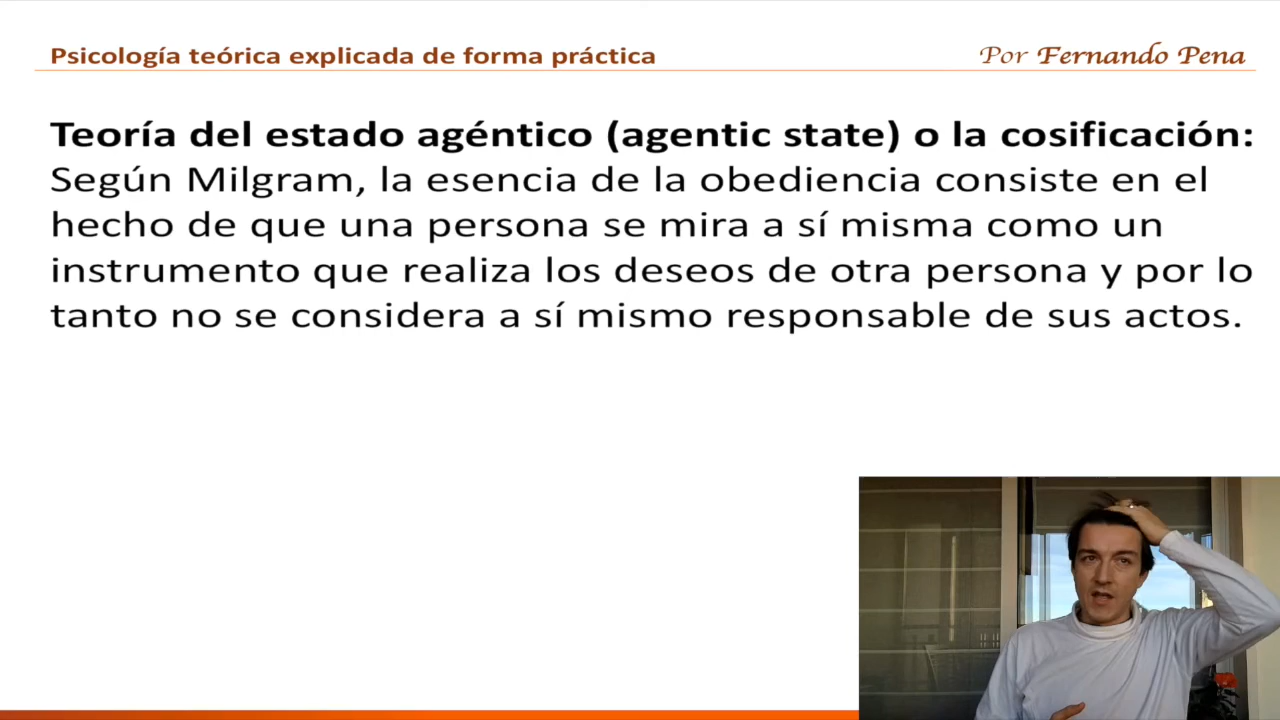 Psicología teórica explicada de forma práctica
Por Fernando Pena
Teoría del estado agéntico (agentic state) o la cosificación:
Según Milgram, la esencia de la obediencia consiste en el
hecho de que una persona se mira a sí misma como un
instrumento que realiza los deseos de otra persona y por lo
tanto no se considera a sí mismo responsable de sus actos.